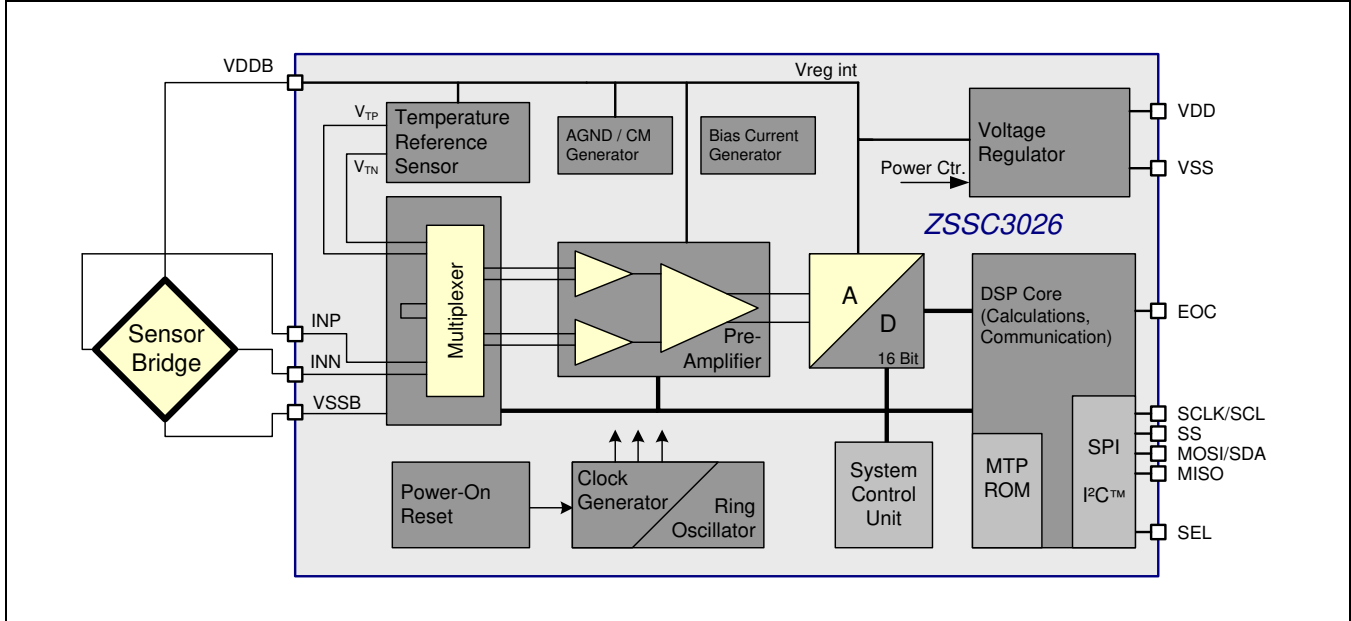 VDDB
Vreg int
VTP
Temperature
Reference
Sensor
VTN
AGND / CM
Generator
Bias Current
Generator
Voltage
Regulator
VDD
VSS
Power Ctr.
ZSSC3026
Sensor
Bridge
INP
INN
VSSB
Multiplexer
Pre-
Amplifier
A
D
16 Bit
DSP Core
(Calculations,
Communication)
EOC
SCLK/SCL
SS
MOSI/SDA
MISO
SEL
SPI
I²C™
MTP
ROM
System
Control
Unit
Power-On
Reset
Clock
Generator
Ring
Oscillator